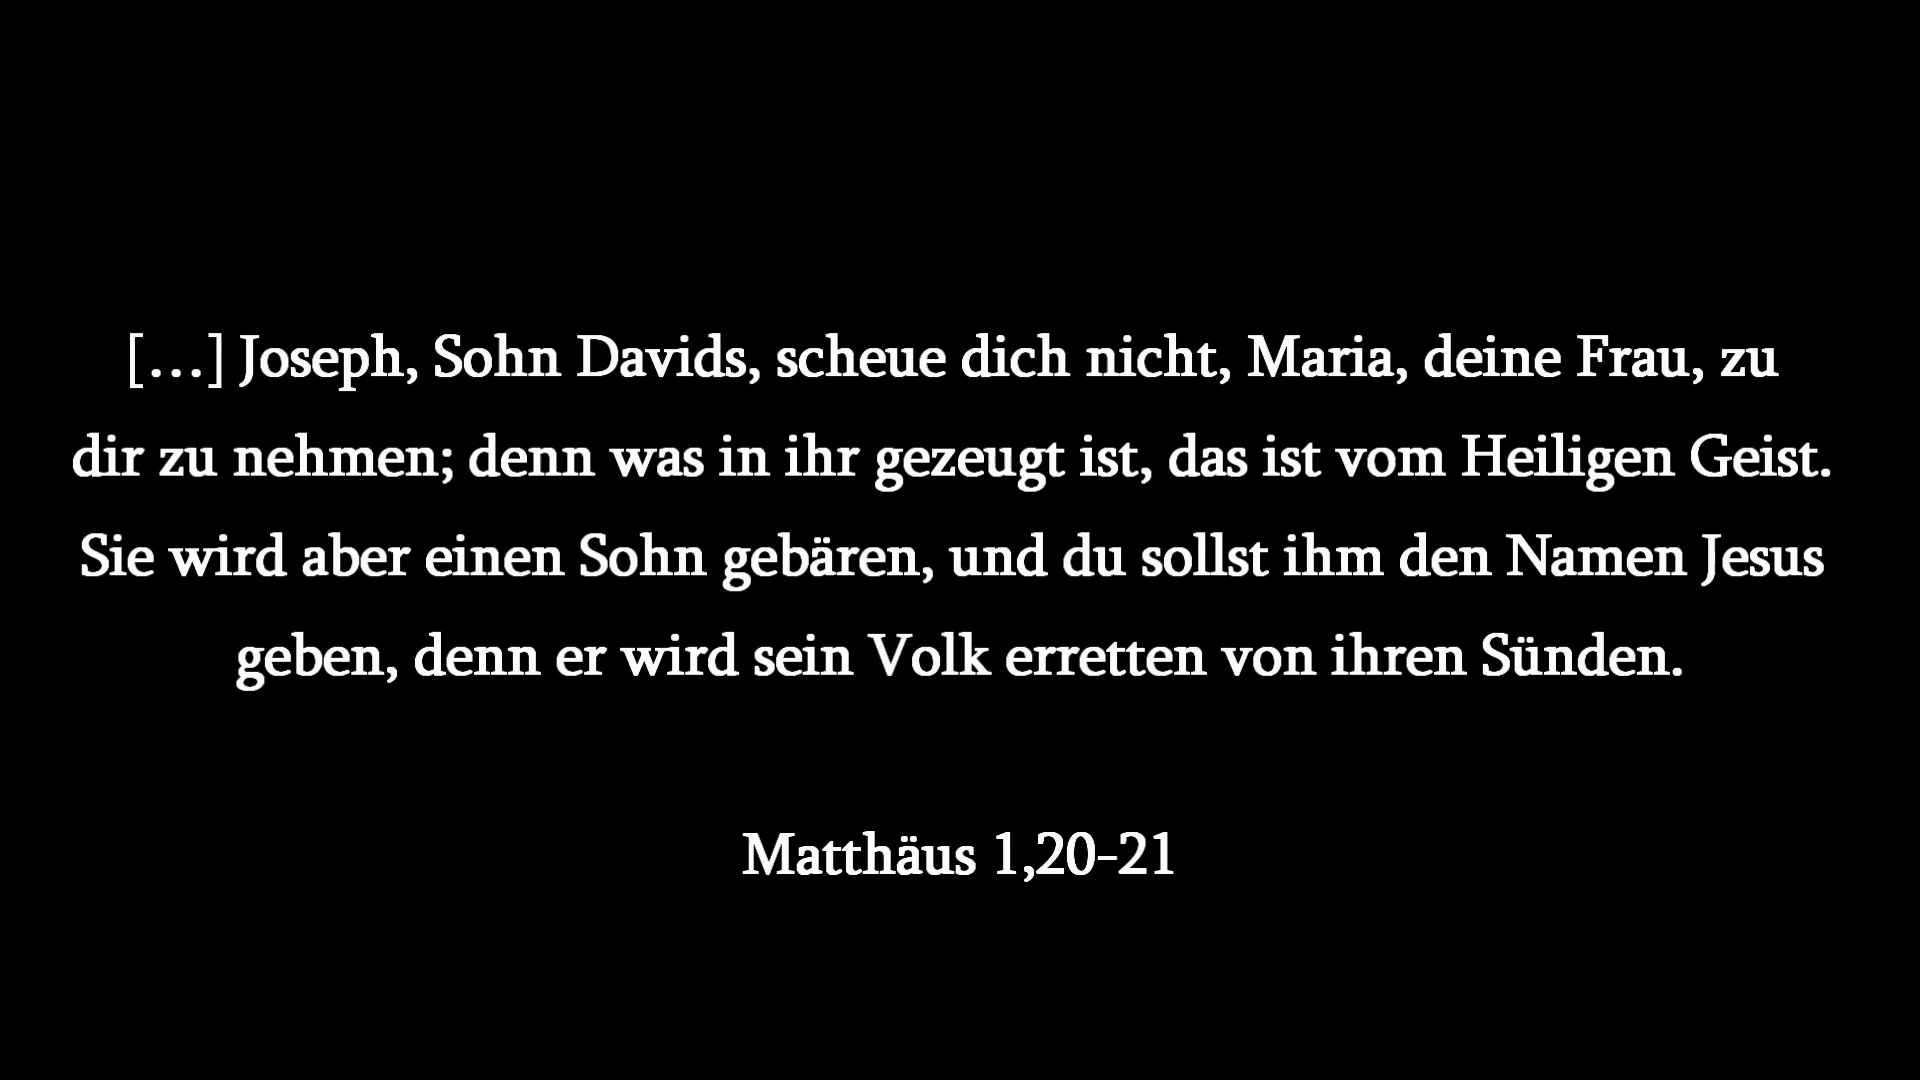 […] Joseph, Sohn Davids, scheue dich nicht, Maria, deine Frau, zu
dir zu nehmen; denn was in ihr gezeugt ist, das ist vom Heiligen Geist.
Sie wird aber einen Sohn gebären, und du sollst ihm den Namen Jesus
geben, denn er wird sein Volk erretten von ihren Sünden.
Matthäus 1,20-21